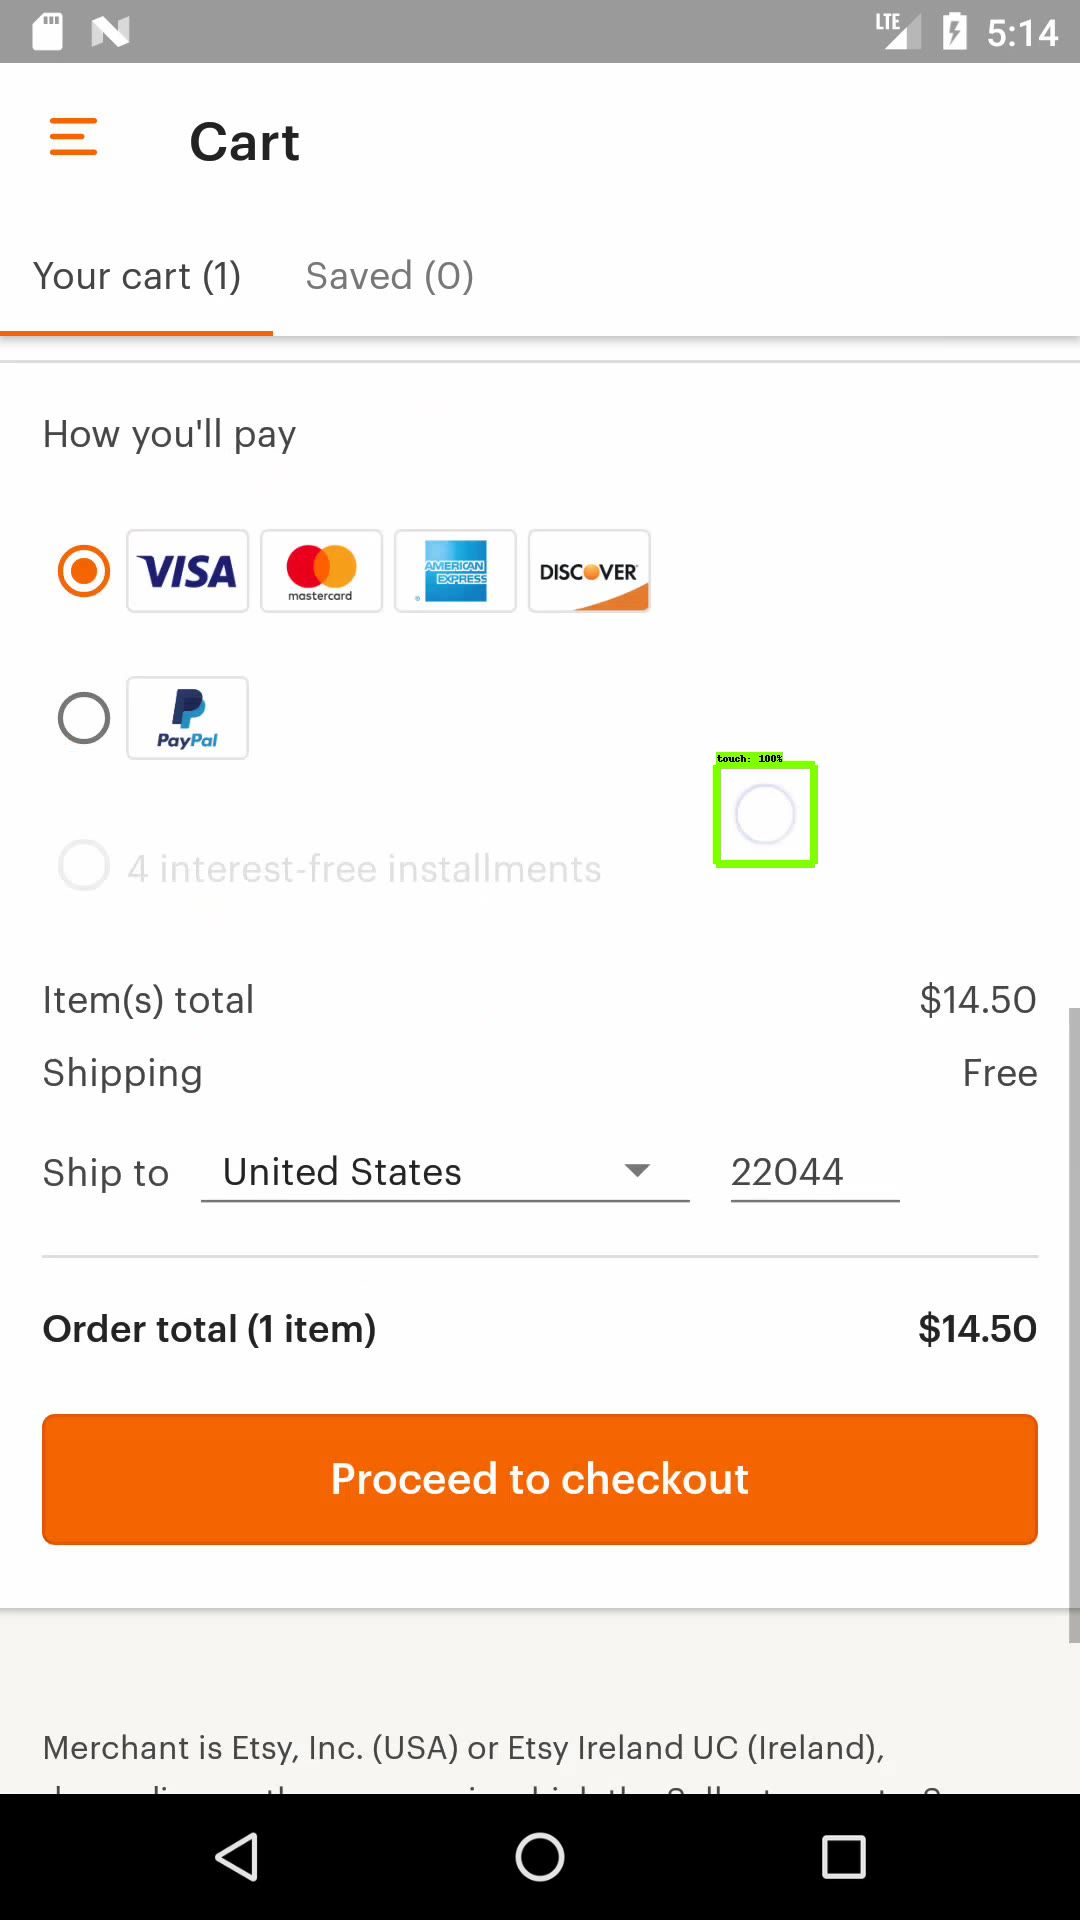 LTE 5:14
Cart
Your cart (1) Saved (0)
How you'll pay
VISA mastercard AMERICAN EXPRESS DISCOVER
PayPal
touch: 100%
4 interest-free installments
Item(s) total $14.50
Shipping Free
Ship to United States 22044
Order total (1 item) $14.50
Proceed to checkout
Merchant is Etsy, Inc. (USA) or Etsy Ireland UC (Ireland),